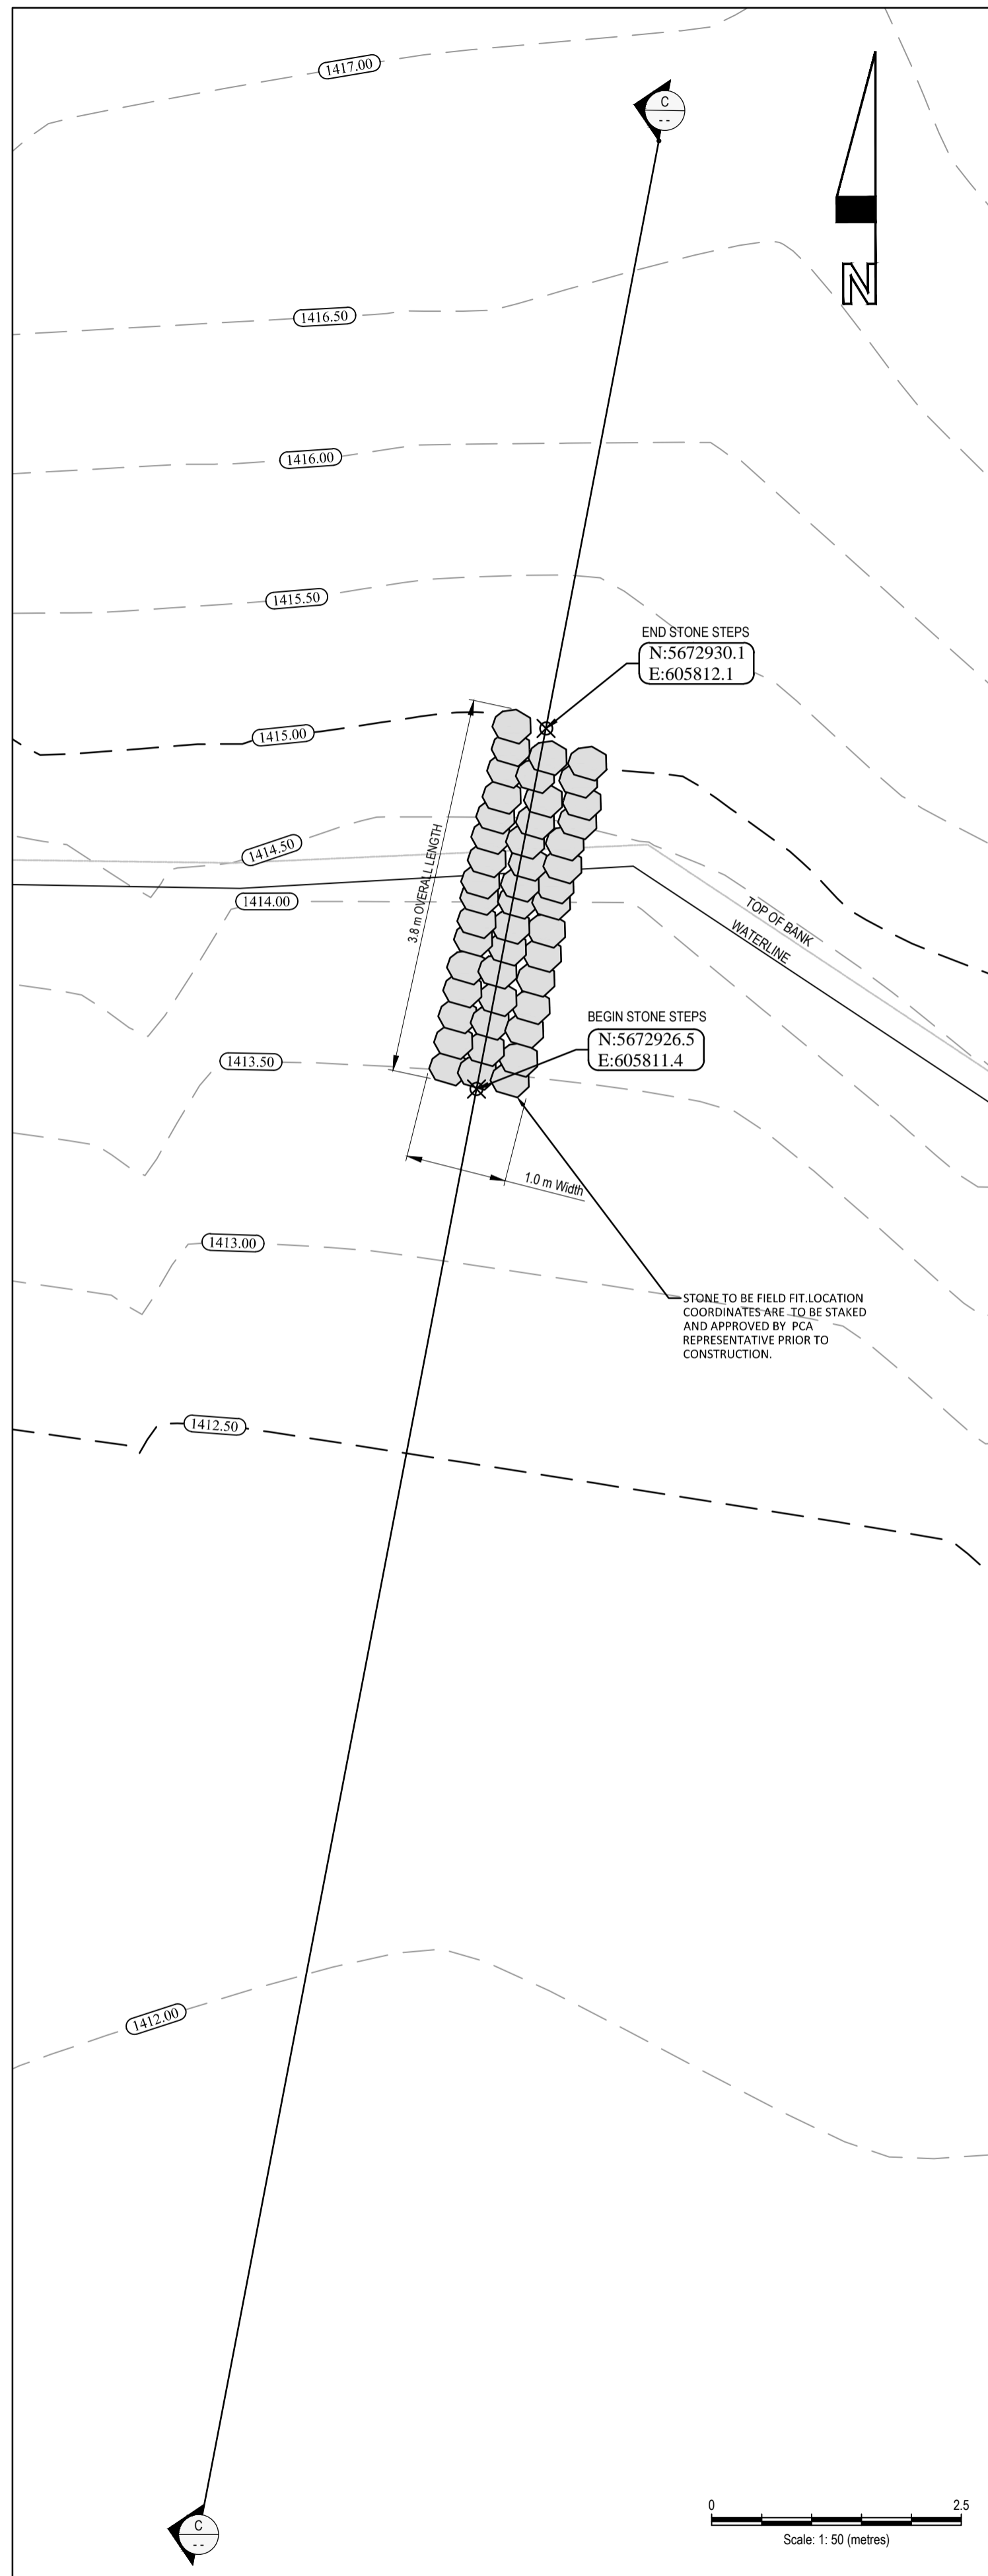 1417.00
C
--
N
1416.50
1416.00
1415.50
END STONE STEPS
N:5672930.1
E:605812.1
1415.00
3.8 m OVERALL LENGTH
1414.50
1414.00
TOP OF BANK
WATERLINE
BEGIN STONE STEPS
N:5672926.5
E:605811.4
1413.50
1.0 m Width
1413.00
STONE TO BE FIELD FIT.LOCATION
COORDINATES ARE TO BE STAKED
AND APPROVED BY PCA
REPRESENTATIVE PRIOR TO
CONSTRUCTION.
1412.50
1412.00
C
--
0 2.5
Scale: 1: 50 (metres)